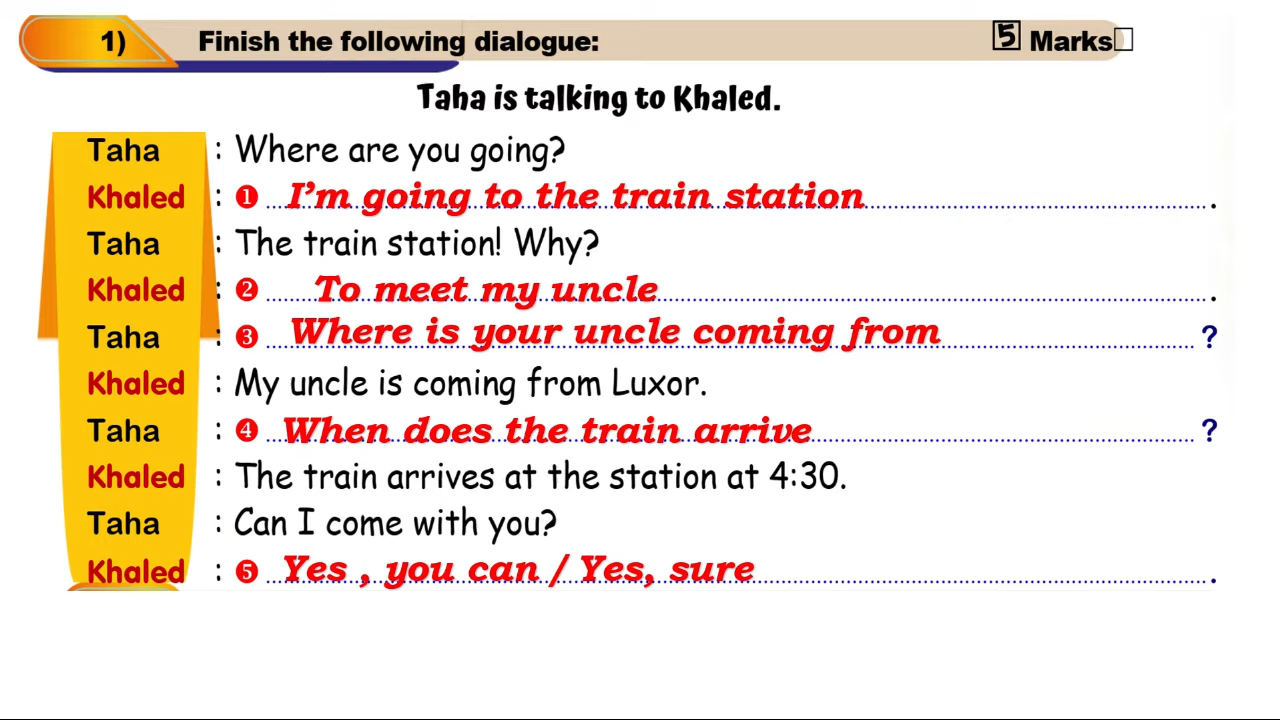 1) Finish the following dialogue: 5 Marks
Taha is talking to Khaled.
Taha : Where are you going?
Khaled : ❶ I'm going to the train station .
Taha : The train station! Why?
Khaled : ❷ To meet my uncle .
Taha : ❸ Where is your uncle coming from ?
Khaled : My uncle is coming from Luxor.
Taha : ❹ When does the train arrive ?
Khaled : The train arrives at the station at 4:30.
Taha : Can I come with you?
Khaled : ❺ Yes , you can / Yes, sure .